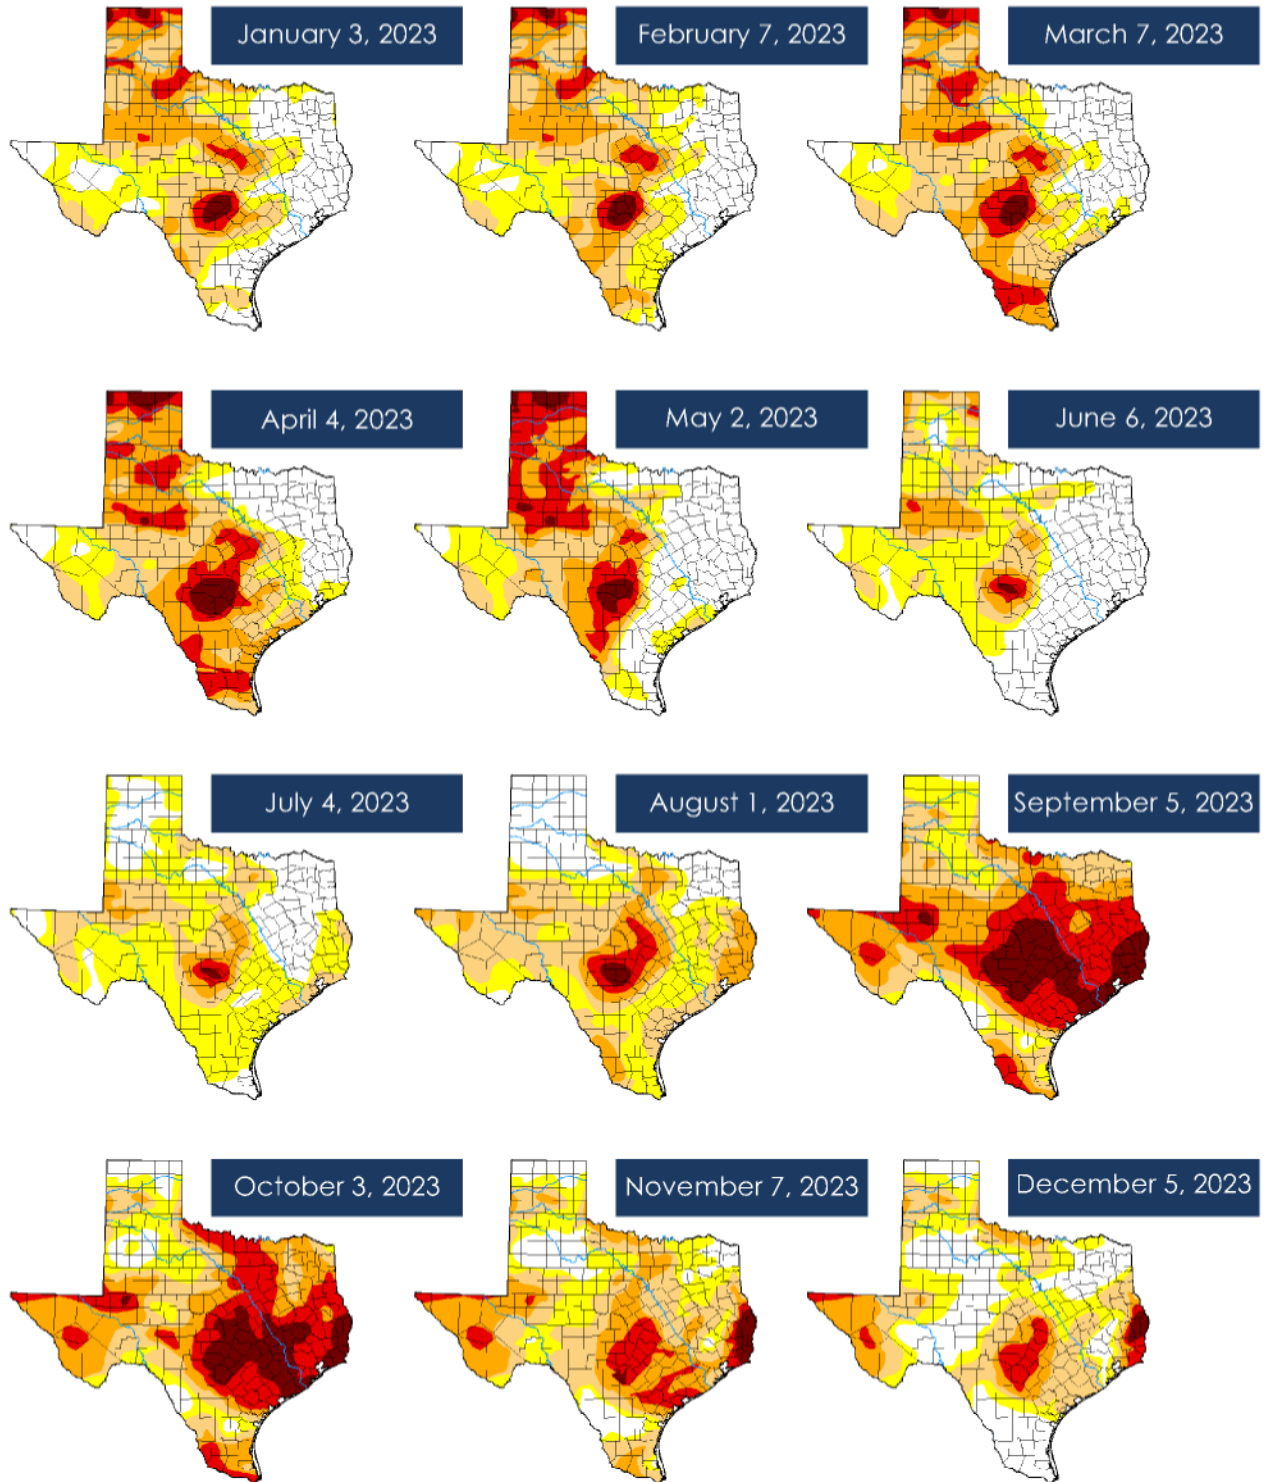 January 3, 2023
February 7, 2023
March 7, 2023
April 4, 2023
May 2, 2023
June 6, 2023
July 4, 2023
August 1, 2023
September 5, 2023
October 3, 2023
November 7, 2023
December 5, 2023